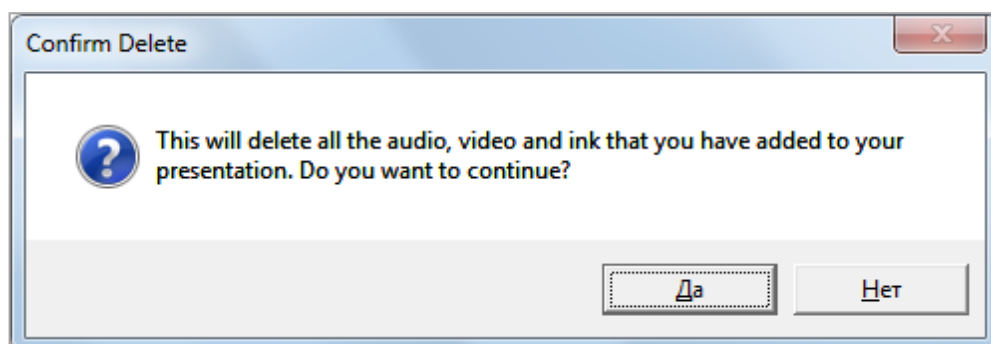 Confirm Delete
This will delete all the audio, video and ink that you have added to your
presentation. Do you want to continue?
Да
Нет